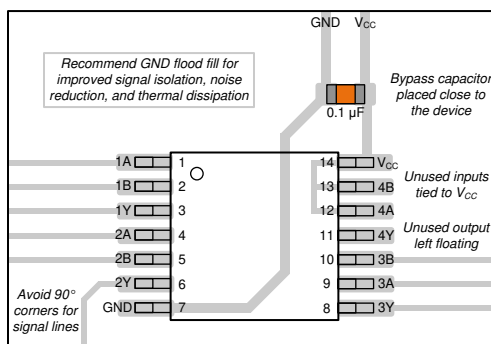 GND VCC
Recommend GND flood fill for
improved signal isolation, noise
reduction, and thermal dissipation
Bypass capacitor
placed close to
the device
0.1 µF
1A 1 14 VCC
1B 2 13 4B
1Y 3 12 4A
2A 4 11 4Y
2B 5 10 3B
2Y 6 9 3A
GND 7 8 3Y
Unused inputs
tied to VCC
Unused output
left floating
Avoid 90°
corners for
signal lines